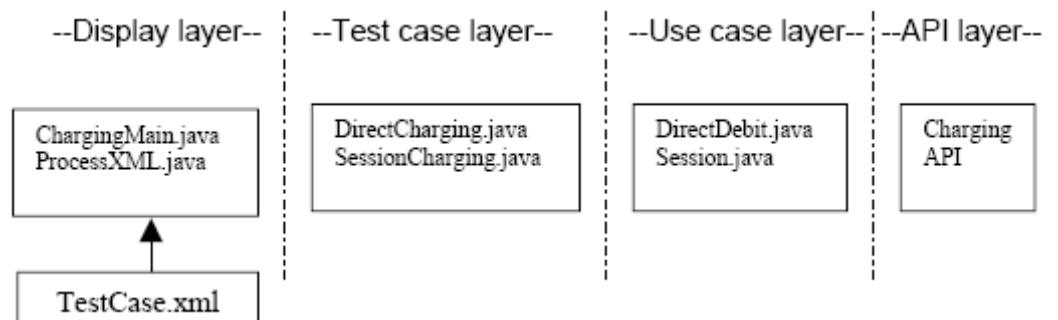 --Display layer--
--Test case layer--
--Use case layer--
--API layer--
ChargingMain.java
ProcessXML.java
DirectCharging.java
SessionCharging.java
DirectDebit.java
Session.java
Charging
API
TestCase.xml